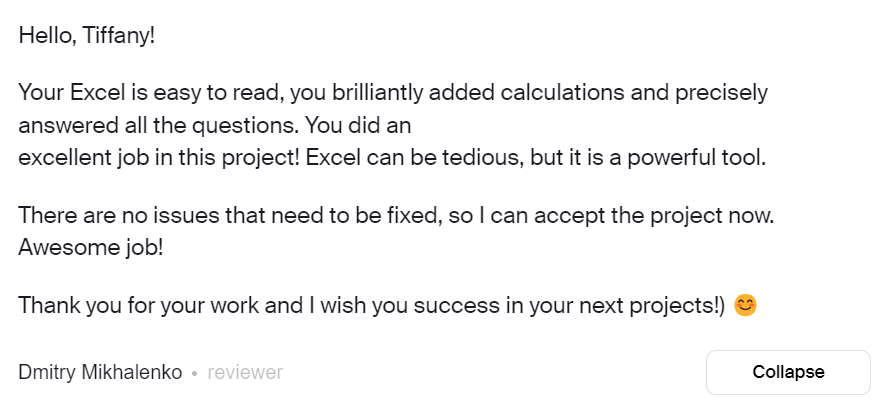 Hello, Tiffany!
Your Excel is easy to read, you brilliantly added calculations and precisely
answered all the questions. You did an
excellent job in this project! Excel can be tedious, but it is a powerful tool.
There are no issues that need to be fixed, so I can accept the project now.
Awesome job!
Thank you for your work and I wish you success in your next projects!) 😊
Dmitry Mikhalenko • reviewer
Collapse